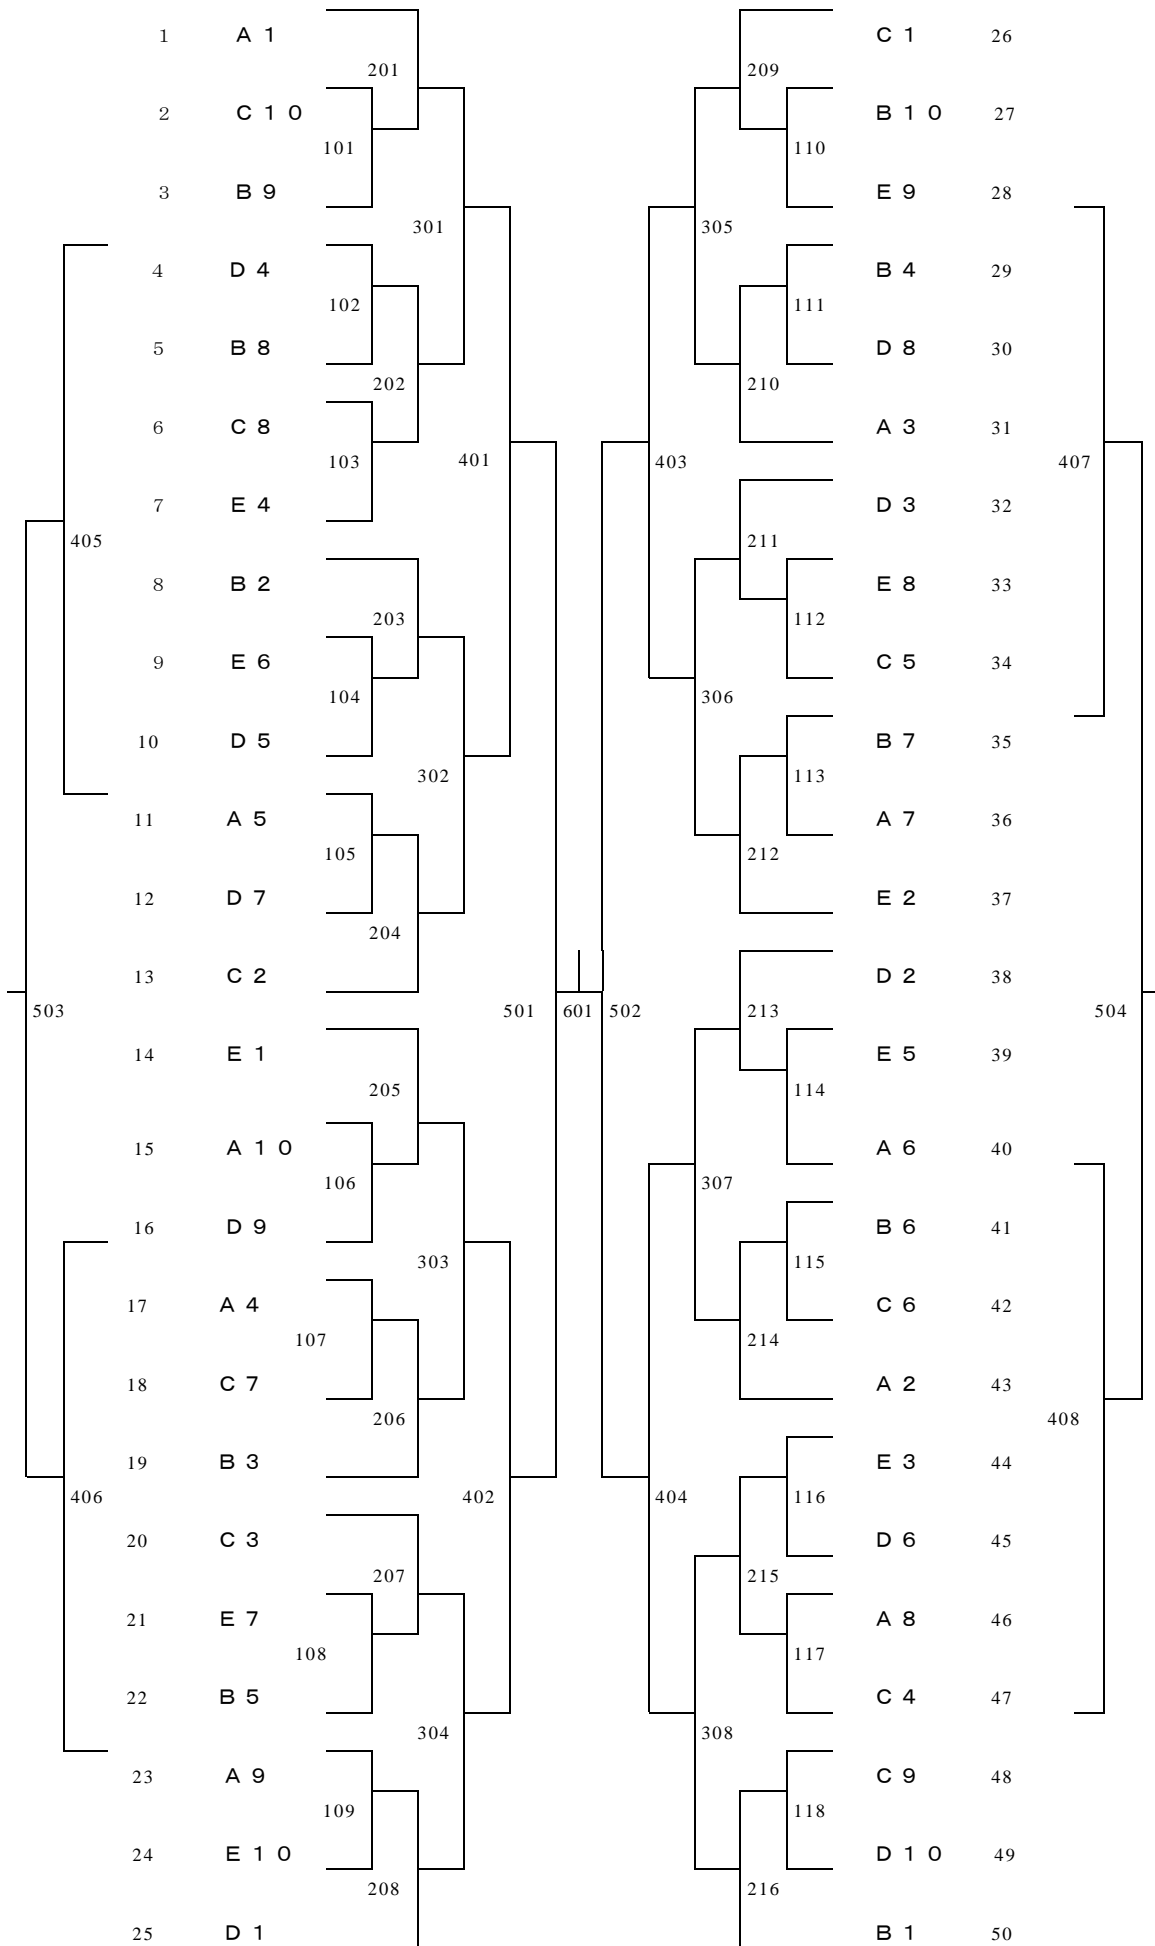 1 A 1 C 1 26
201 209
2 C 1 0 B 1 0 27
101 110
3 B 9 E 9 28
301 305
4 D 4 B 4 29
102 111
5 B 8 D 8 30
202 210
6 C 8 A 3 31
103 401 403 407
7 E 4 D 3 32
405 211
8 B 2 E 8 33
203 112
9 E 6 C 5 34
104 306
10 D 5 B 7 35
302 113
11 A 5 A 7 36
105 212
12 D 7 E 2 37
204
13 C 2 D 2 38
503 501 601 502 213 504
14 E 1 E 5 39
205 114
15 A 1 0 A 6 40
106 307
16 D 9 B 6 41
303 115
17 A 4 C 6 42
107 214
18 C 7 A 2 43
206 408
19 B 3 E 3 44
406 402 404 116
20 C 3 D 6 45
207 215
21 E 7 A 8 46
108 117
22 B 5 C 4 47
304 308
23 A 9 C 9 48
109 118
24 E 1 0 D 1 0 49
208 216
25 D 1 B 1 50